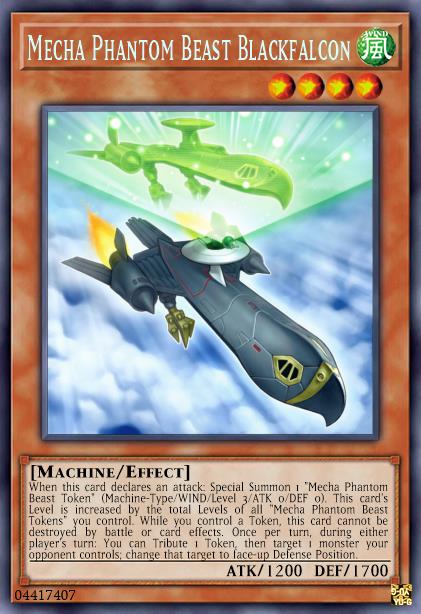 Mecha Phantom Beast Blackfalcon
WIND
風
[Machine/Effect]
When this card declares an attack: Special Summon 1 "Mecha Phantom
Beast Token" (Machine-Type/WIND/Level 3/ATK 0/DEF 0). This card's
Level is increased by the total Levels of all "Mecha Phantom Beast
Tokens" you control. While you control a Token, this card cannot be
destroyed by battle or card effects. Once per turn, during either
player's turn: You can Tribute 1 Token, then target 1 monster your
opponent controls; change that target to face-up Defense Position.
ATK/1200 DEF/1700
04417407